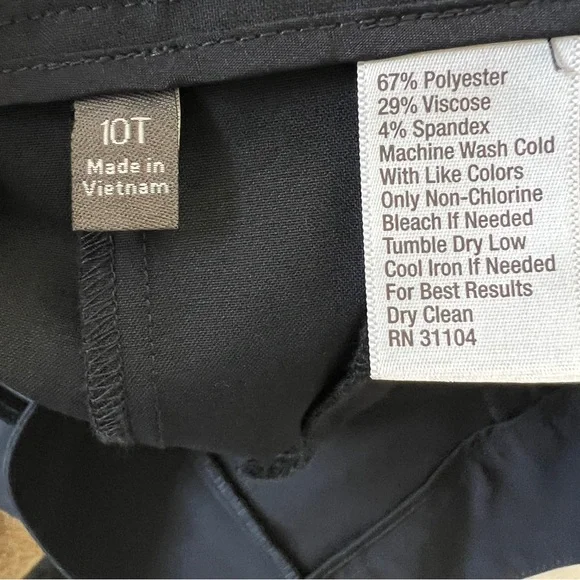 10T
Made in
Vietnam
67% Polyester
29% Viscose
4% Spandex
Machine Wash Cold
With Like Colors
Only Non-Chlorine
Bleach If Needed
Tumble Dry Low
Cool Iron If Needed
For Best Results
Dry Clean
RN 31104